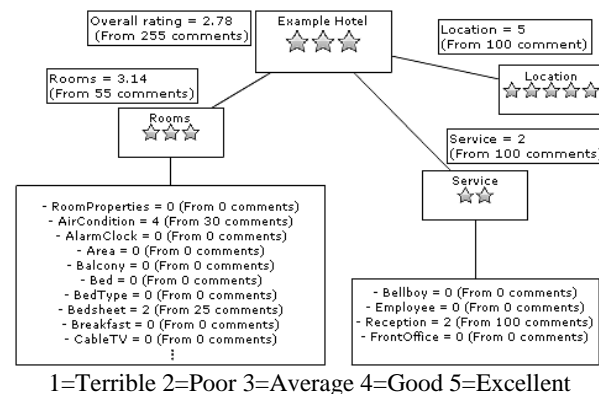 Overall rating = 2.78
(From 255 comments)
Example Hotel
Location = 5
(From 100 comment)
Rooms = 3.14
(From 55 comments)
Location
Rooms
Service = 2
(From 100 comments)
Service
- RoomProperties = 0 (From 0 comments)
- AirCondition = 4 (From 30 comments)
- AlarmClock = 0 (From 0 comments)
- Area = 0 (From 0 comments)
- Balcony = 0 (From 0 comments)
- Bed = 0 (From 0 comments)
- BedType = 0 (From 0 comments)
- Bedsheet = 2 (From 25 comments)
- Breakfast = 0 (From 0 comments)
- CableTV = 0 (From 0 comments)
⋮
- Bellboy = 0 (From 0 comments)
- Employee = 0 (From 0 comments)
- Reception = 2 (From 100 comments)
- FrontOffice = 0 (From 0 comments)
1=Terrible 2=Poor 3=Average 4=Good 5=Excellent